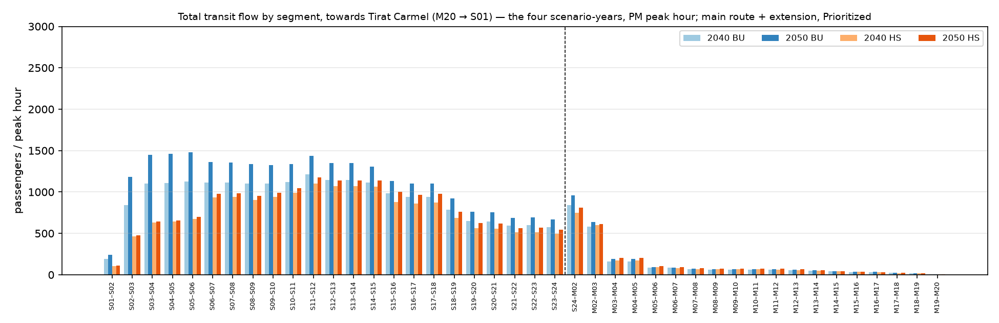 Total transit flow by segment, towards Tirat Carmel (M20 → S01) — the four scenario-years, PM peak hour; main route + extension, Prioritized
passengers / peak hour
3000
2500
2000
1500
1000
500
0
2040 BU
2050 BU
2040 HS
2050 HS
S01–S02
S02–S03
S03–S04
S04–S05
S05–S06
S06–S07
S07–S08
S08–S09
S09–S10
S10–S11
S11–S12
S12–S13
S13–S14
S14–S15
S15–S16
S16–S17
S17–S18
S18–S19
S19–S20
S20–S21
S21–S22
S22–S23
S23–S24
S24–M02
M02–M03
M03–M04
M04–M05
M05–M06
M06–M07
M07–M08
M08–M09
M09–M10
M10–M11
M11–M12
M12–M13
M13–M14
M14–M15
M15–M16
M16–M17
M17–M18
M18–M19
M19–M20